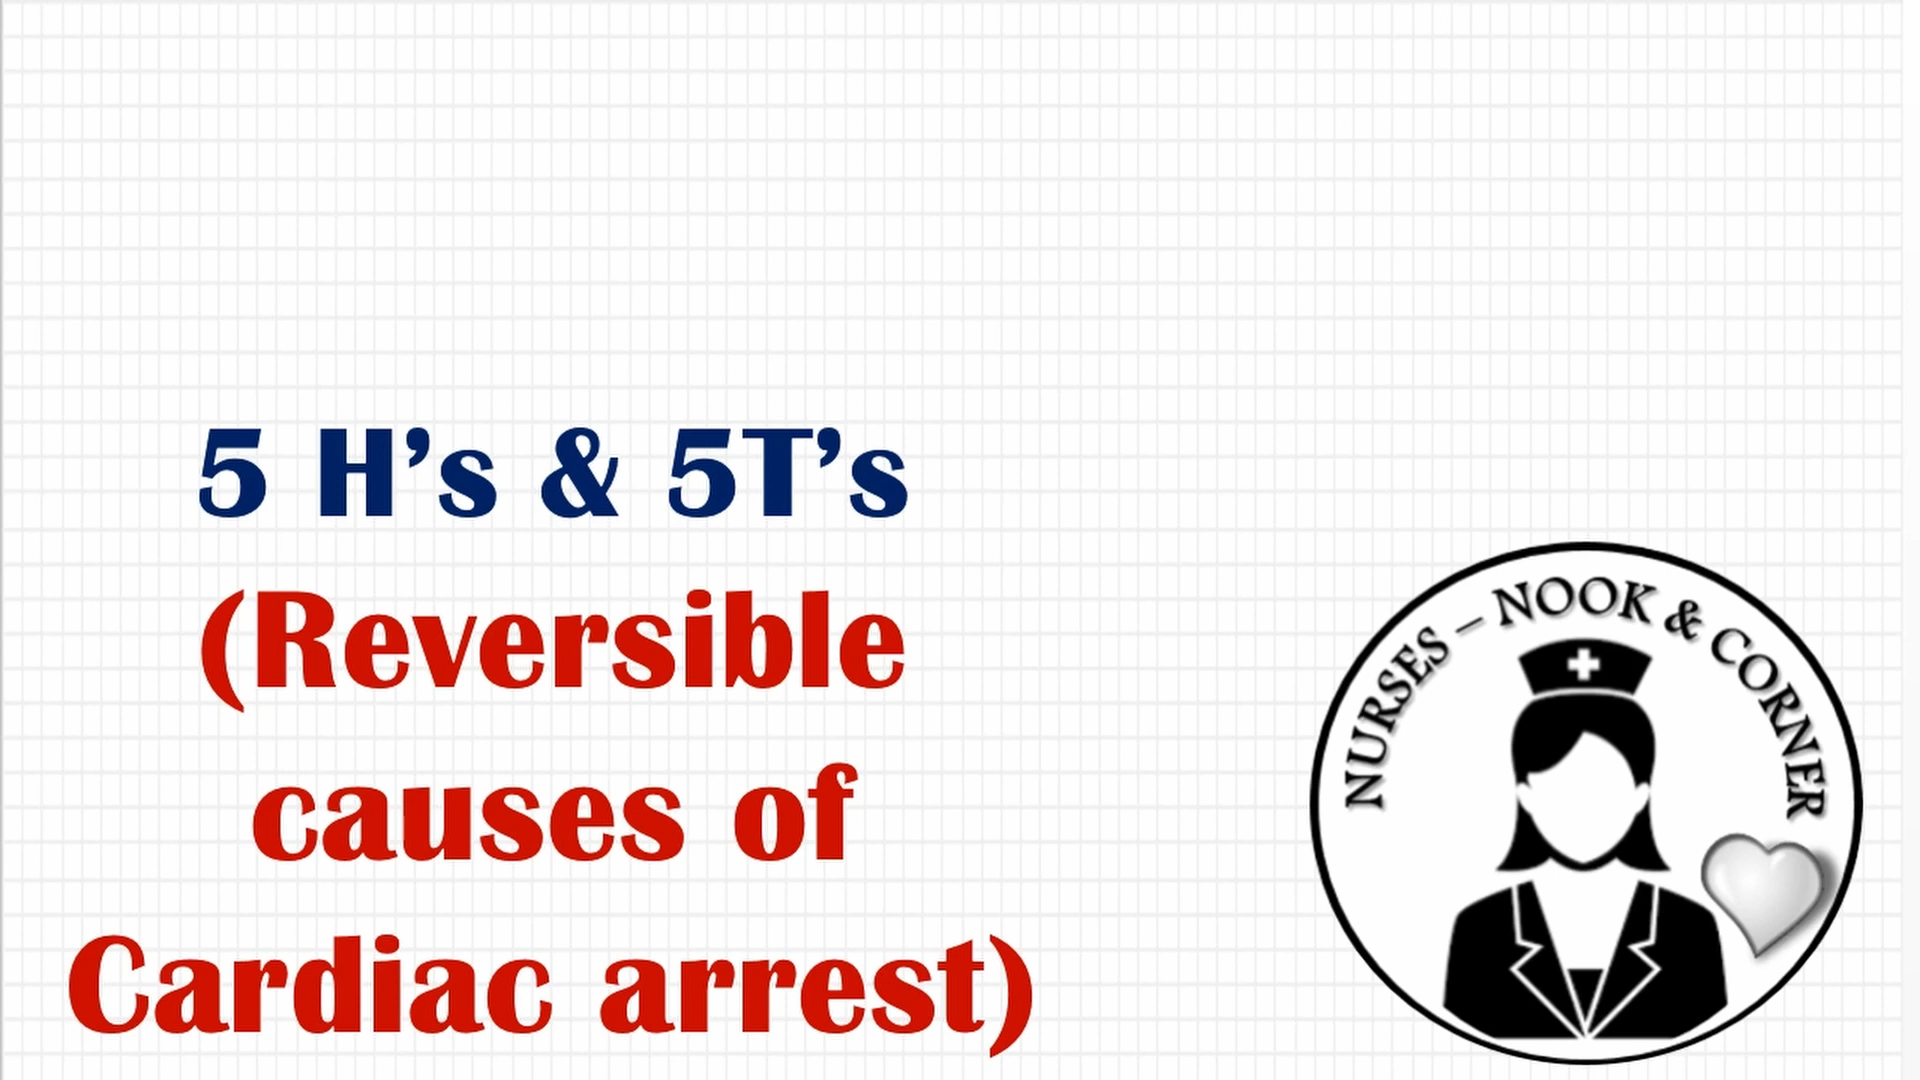 5 H’s & 5T’s
(Reversible
causes of
Cardiac arrest)
NURSES – NOOK & CORNER